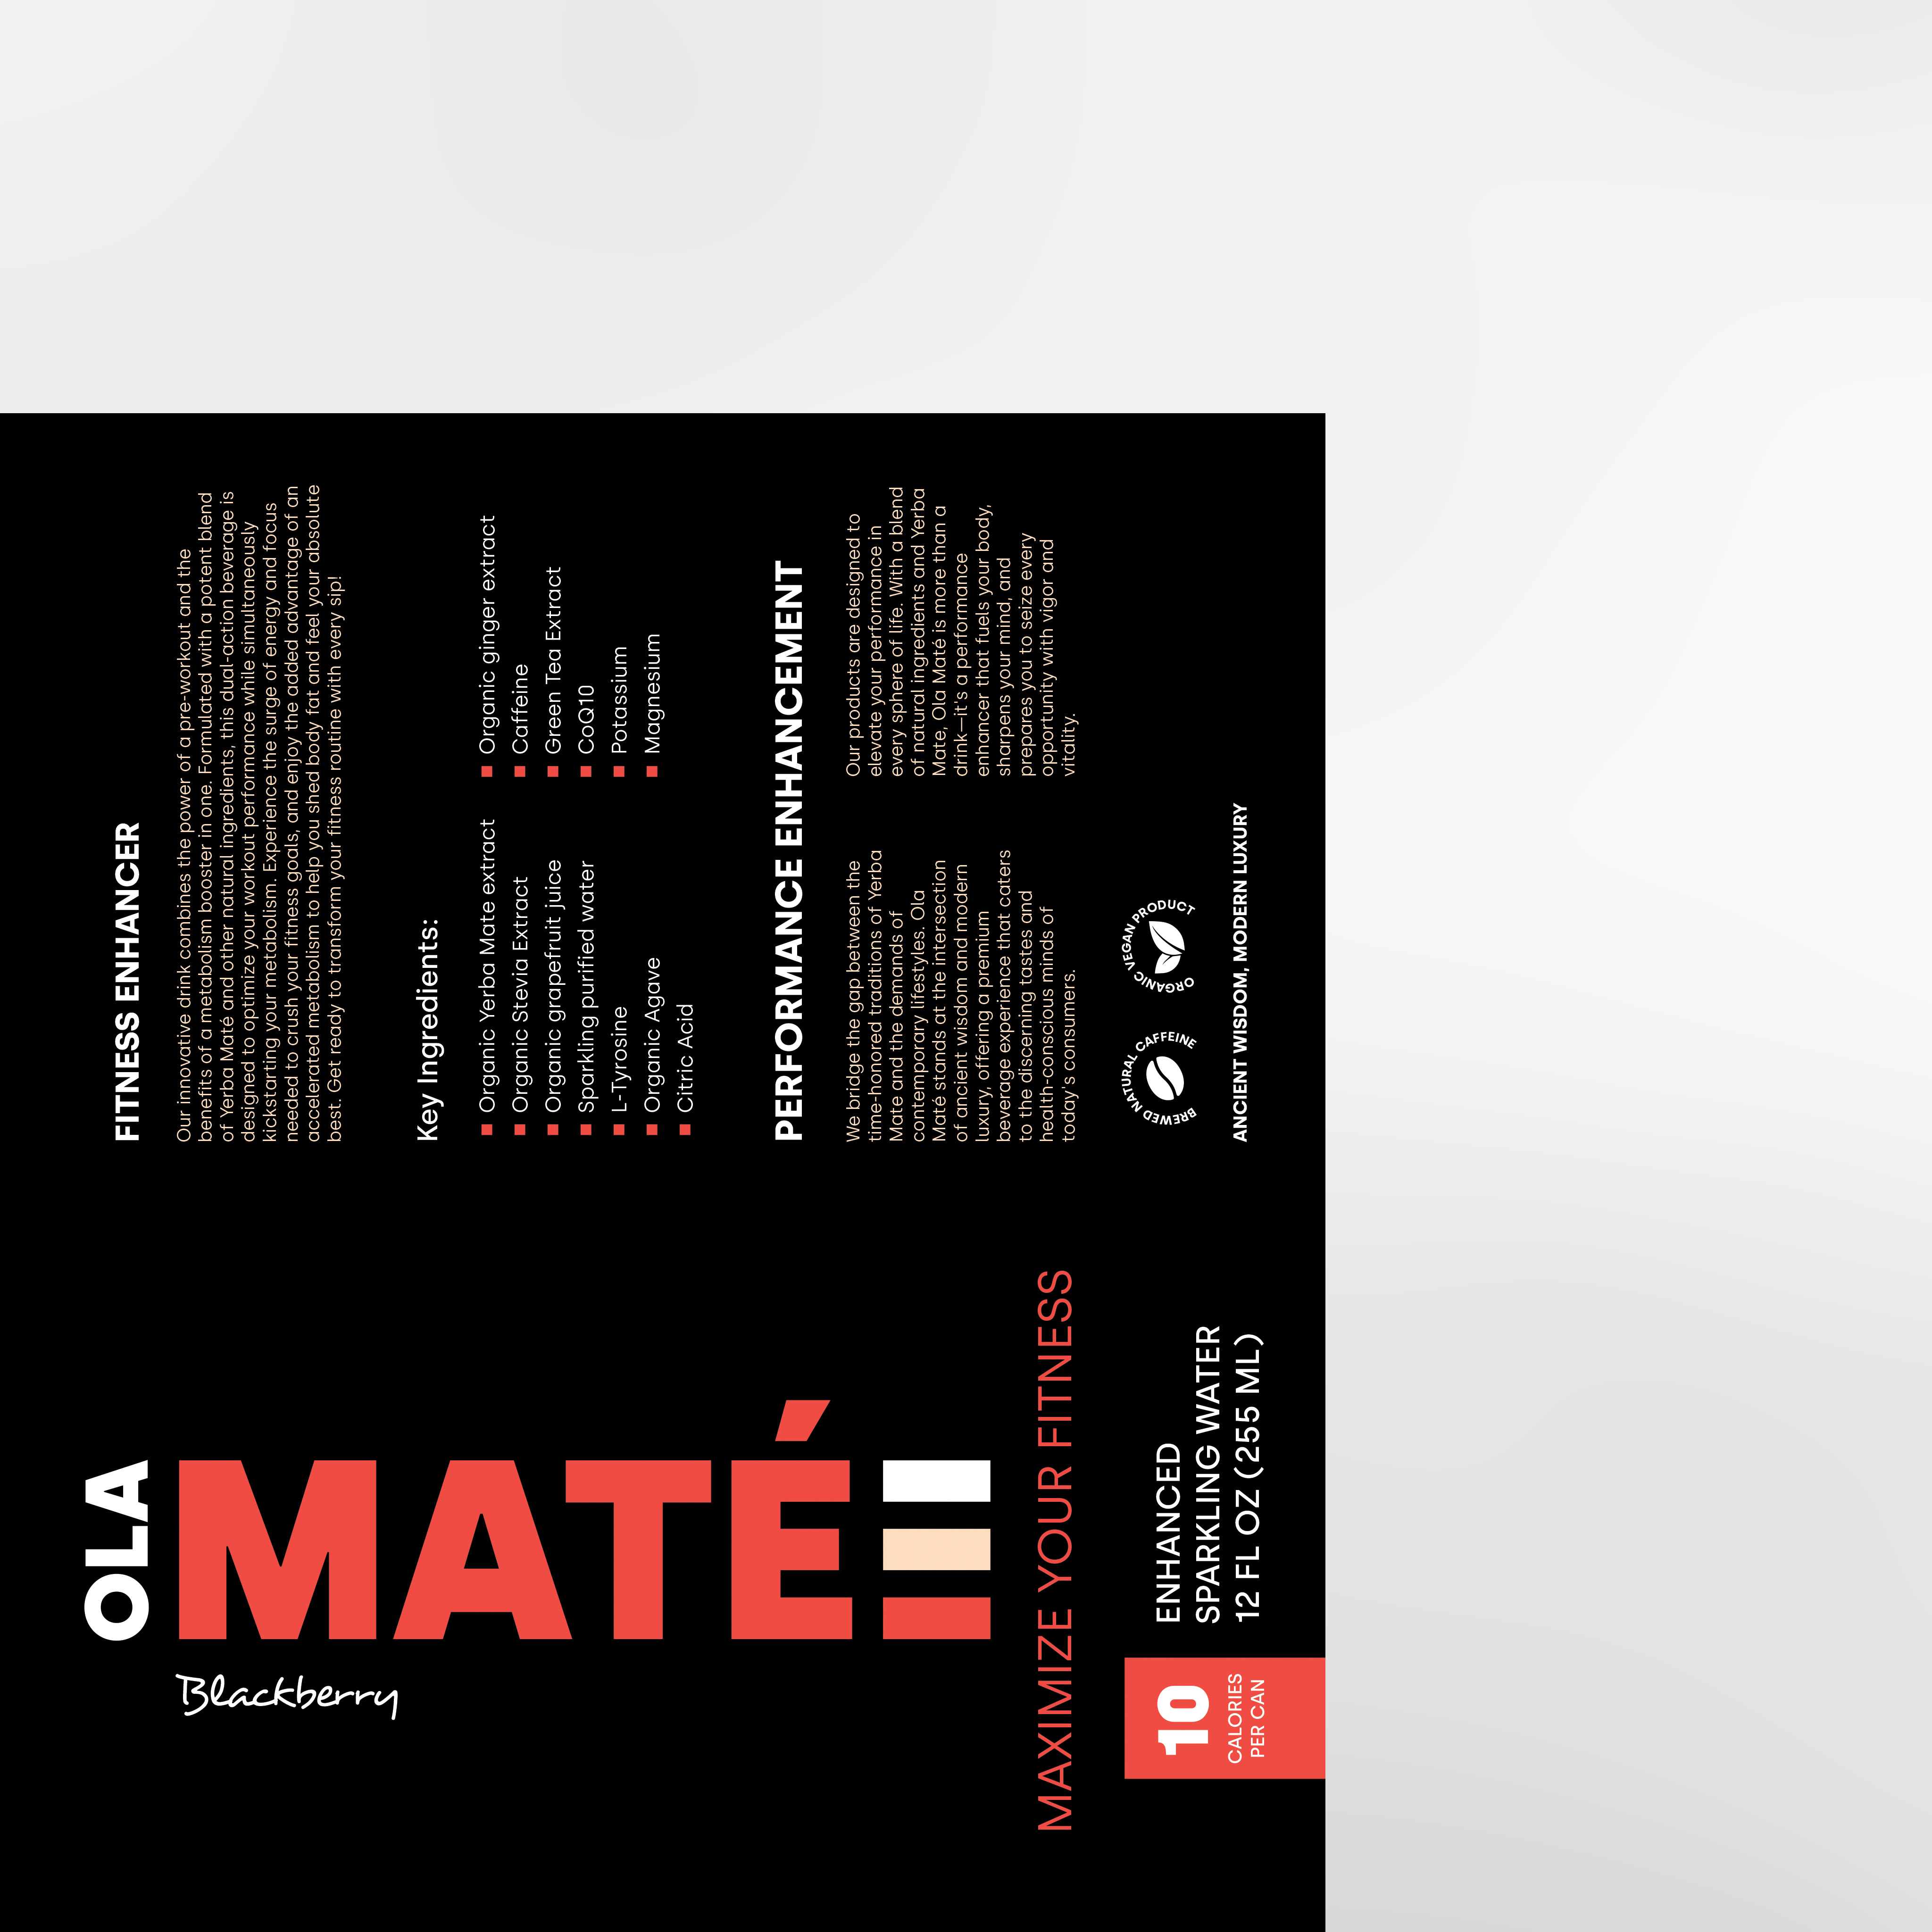 OLA
MATÉ
Blackberry
MAXIMIZE YOUR FITNESS
10
CALORIES
PER CAN
ENHANCED
SPARKLING WATER
12 FL OZ (255 ML)
FITNESS ENHANCER
Our innovative drink combines the power of a pre-workout and the
benefits of a metabolism booster in one. Formulated with a potent blend
of Yerba Maté and other natural ingredients, this dual-action beverage is
designed to optimize your workout performance while simultaneously
kickstarting your metabolism. Experience the surge of energy and focus
needed to crush your fitness goals, and enjoy the added advantage of an
accelerated metabolism to help you shed body fat and feel your absolute
best. Get ready to transform your fitness routine with every sip!
Key Ingredients:
Organic Yerba Mate extract
Organic Stevia Extract
Organic grapefruit juice
Sparkling purified water
L-Tyrosine
Organic Agave
Citric Acid
Organic ginger extract
Caffeine
Green Tea Extract
CoQ10
Potassium
Magnesium
PERFORMANCE ENHANCEMENT
We bridge the gap between the
time-honored traditions of Yerba
Mate and the demands of
contemporary lifestyles. Ola
Maté stands at the intersection
of ancient wisdom and modern
luxury, offering a premium
beverage experience that caters
to the discerning tastes and
health-conscious minds of
today's consumers.
Our products are designed to
elevate your performance in
every sphere of life. With a blend
of natural ingredients and Yerba
Mate, Ola Maté is more than a
drink—it's a performance
enhancer that fuels your body,
sharpens your mind, and
prepares you to seize every
opportunity with vigor and
vitality.
BREWED NATURAL CAFFEINE
ORGANIC VEGAN PRODUCT
ANCIENT WISDOM, MODERN LUXURY